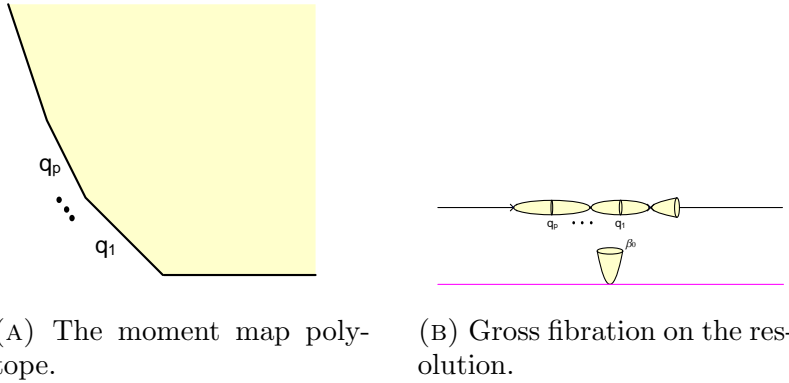 qp
q1
qp
q1
β0
(A) The moment map poly-
tope.
(B) Gross fibration on the res-
olution.